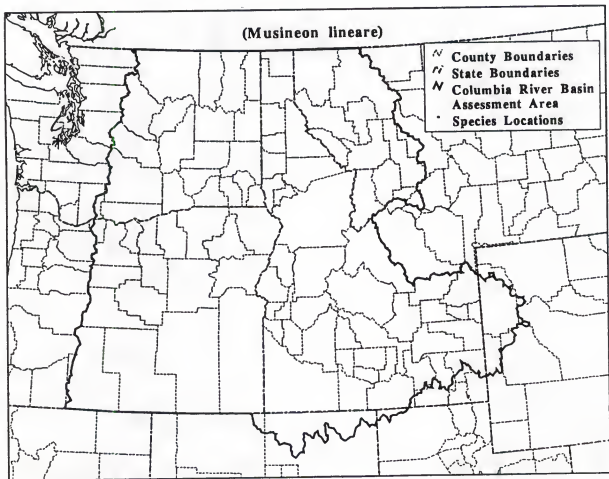 (Musineon lineare)
County Boundaries
State Boundaries
Columbia River Basin
Assessment Area
Species Locations